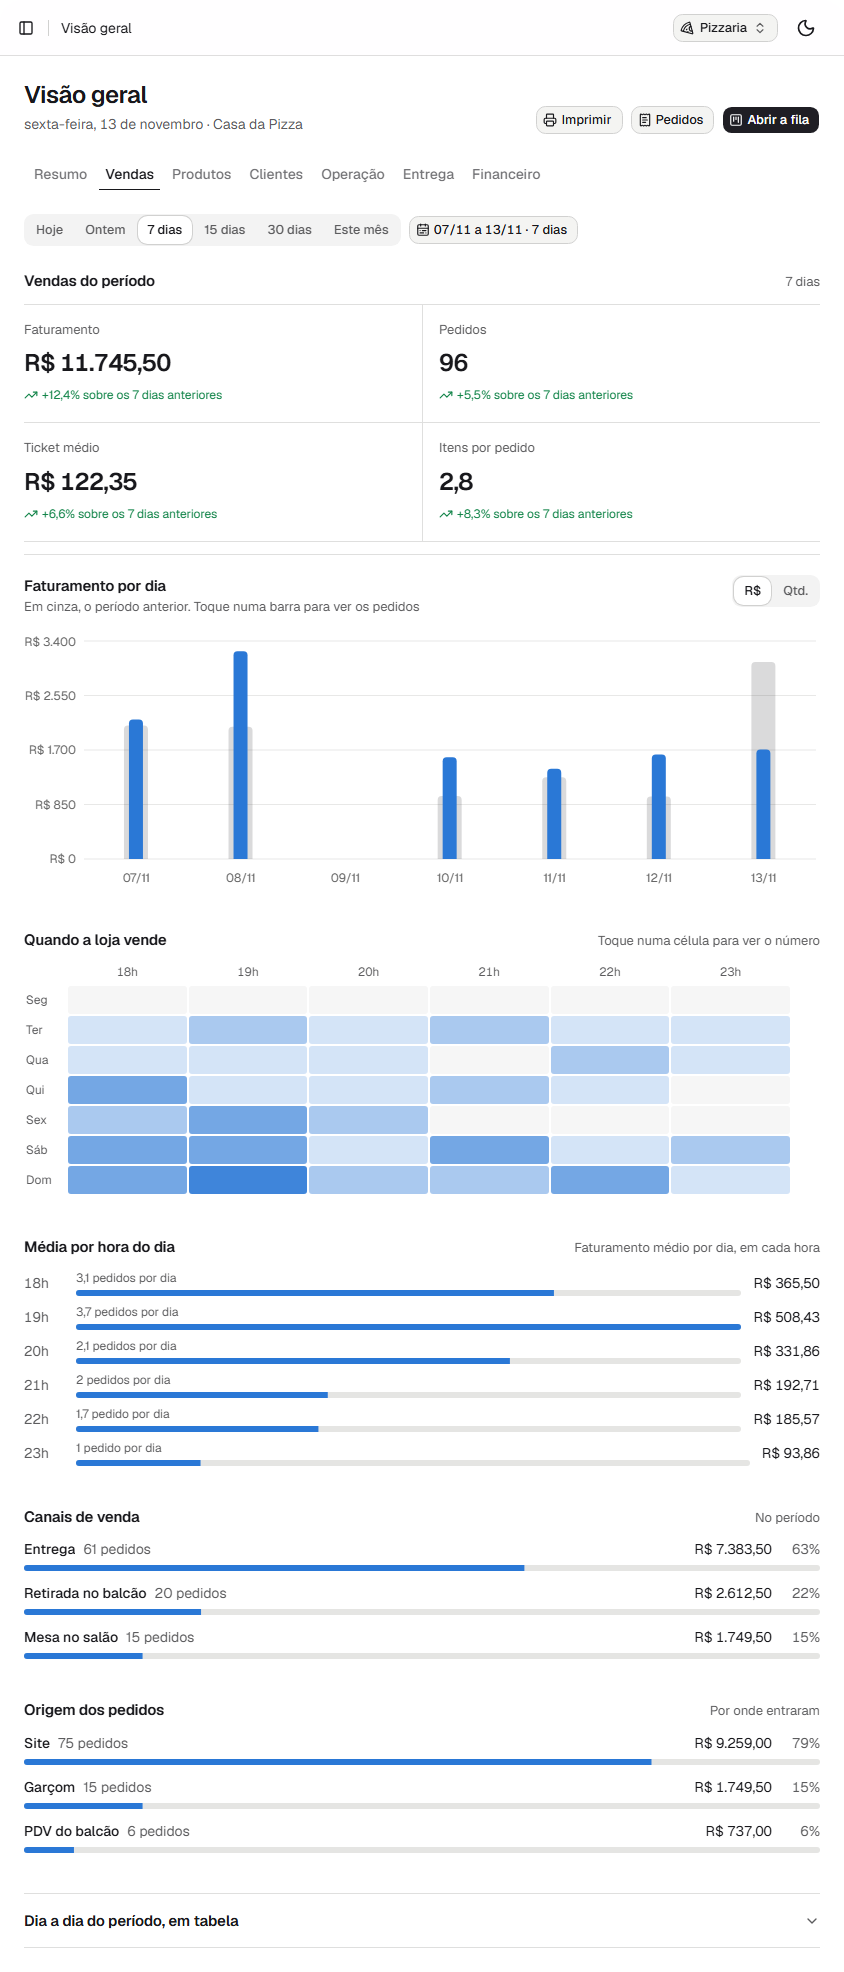 Visão geral
Pizzaria
Visão geral
sexta-feira, 13 de novembro · Casa da Pizza
Imprimir
Pedidos
Abrir a fila
Resumo Vendas Produtos Clientes Operação Entrega Financeiro
Hoje Ontem 7 dias 15 dias 30 dias Este mês 07/11 a 13/11 · 7 dias
Vendas do período 7 dias
Faturamento
R$ 11.745,50
+12,4% sobre os 7 dias anteriores
Pedidos
96
+5,5% sobre os 7 dias anteriores
Ticket médio
R$ 122,35
+6,6% sobre os 7 dias anteriores
Itens por pedido
2,8
+8,3% sobre os 7 dias anteriores
Faturamento por dia
Em cinza, o período anterior. Toque numa barra para ver os pedidos
R$ Qtd.
R$ 3.400
R$ 2.550
R$ 1.700
R$ 850
R$ 0
07/11 08/11 09/11 10/11 11/11 12/11 13/11
Quando a loja vende Toque numa célula para ver o número
18h 19h 20h 21h 22h 23h
Seg
Ter
Qua
Qui
Sex
Sáb
Dom
Média por hora do dia Faturamento médio por dia, em cada hora
18h 3,1 pedidos por dia R$ 365,50
19h 3,7 pedidos por dia R$ 508,43
20h 2,1 pedidos por dia R$ 331,86
21h 2 pedidos por dia R$ 192,71
22h 1,7 pedido por dia R$ 185,57
23h 1 pedido por dia R$ 93,86
Canais de venda No período
Entrega 61 pedidos R$ 7.383,50 63%
Retirada no balcão 20 pedidos R$ 2.612,50 22%
Mesa no salão 15 pedidos R$ 1.749,50 15%
Origem dos pedidos Por onde entraram
Site 75 pedidos R$ 9.259,00 79%
Garçom 15 pedidos R$ 1.749,50 15%
PDV do balcão 6 pedidos R$ 737,00 6%
Dia a dia do período, em tabela